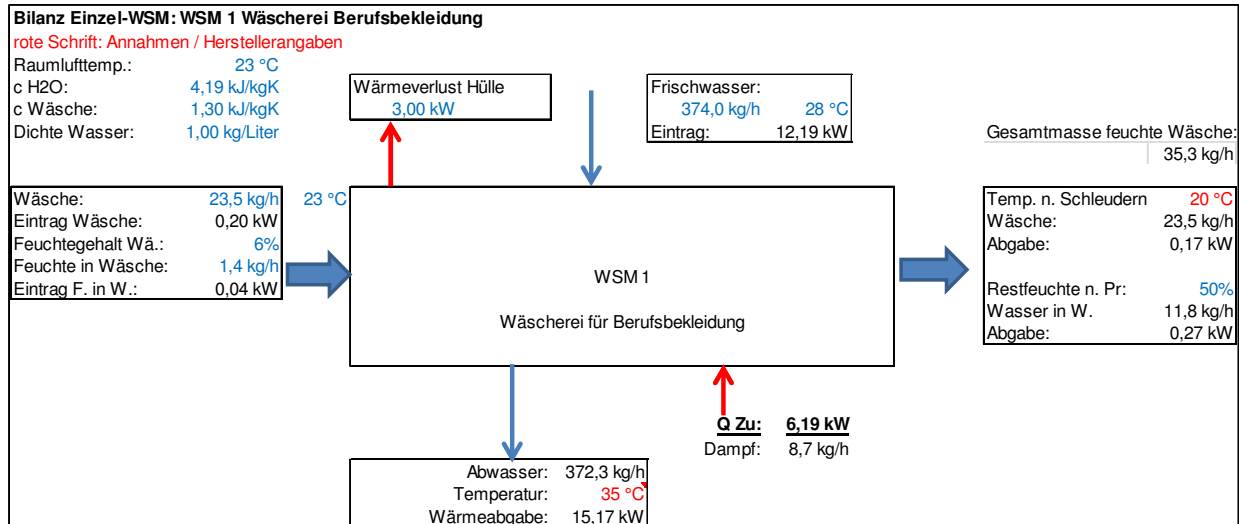 Bilanz Einzel-WSM: WSM 1 Wäscherei Berufsbekleidung
rote Schrift: Annahmen / Herstellerangaben
Raumlufttemp.: 23 °C
c H2O: 4,19 kJ/kgK
c Wäsche: 1,30 kJ/kgK
Dichte Wasser: 1,00 kg/Liter
Wärmeverlust Hülle
3,00 kW
Frischwasser:
374,0 kg/h 28 °C
Eintrag: 12,19 kW
Gesamtmasse feuchte Wäsche:
35,3 kg/h
Wäsche: 23,5 kg/h 23 °C
Eintrag Wäsche: 0,20 kW
Feuchtegehalt Wä.: 6%
Feuchte in Wäsche: 1,4 kg/h
Eintrag F. in W.: 0,04 kW
WSM 1
Wäscherei für Berufsbekleidung
Temp. n. Schleudern 20 °C
Wäsche: 23,5 kg/h
Abgabe: 0,17 kW
Restfeuchte n. Pr: 50%
Wasser in W. 11,8 kg/h
Abgabe: 0,27 kW
Q Zu: 6,19 kW
Dampf: 8,7 kg/h
Abwasser: 372,3 kg/h
Temperatur: 35 °C
Wärmeabgabe: 15,17 kW